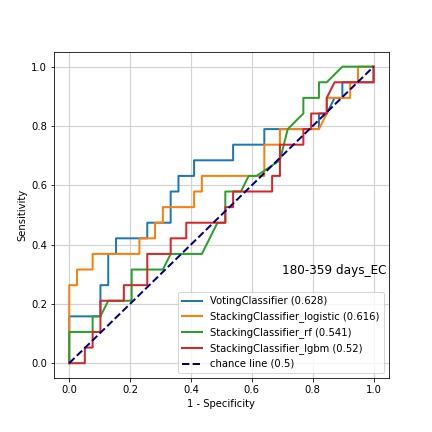 1.0
0.8
0.6
0.4
0.2
0.0
Sensitivity
180-359 days_EC
VotingClassifier (0.628)
StackingClassifier_logistic (0.616)
StackingClassifier_rf (0.541)
StackingClassifier_lgbm (0.52)
chance line (0.5)
0.0 0.2 0.4 0.6 0.8 1.0
1 - Specificity